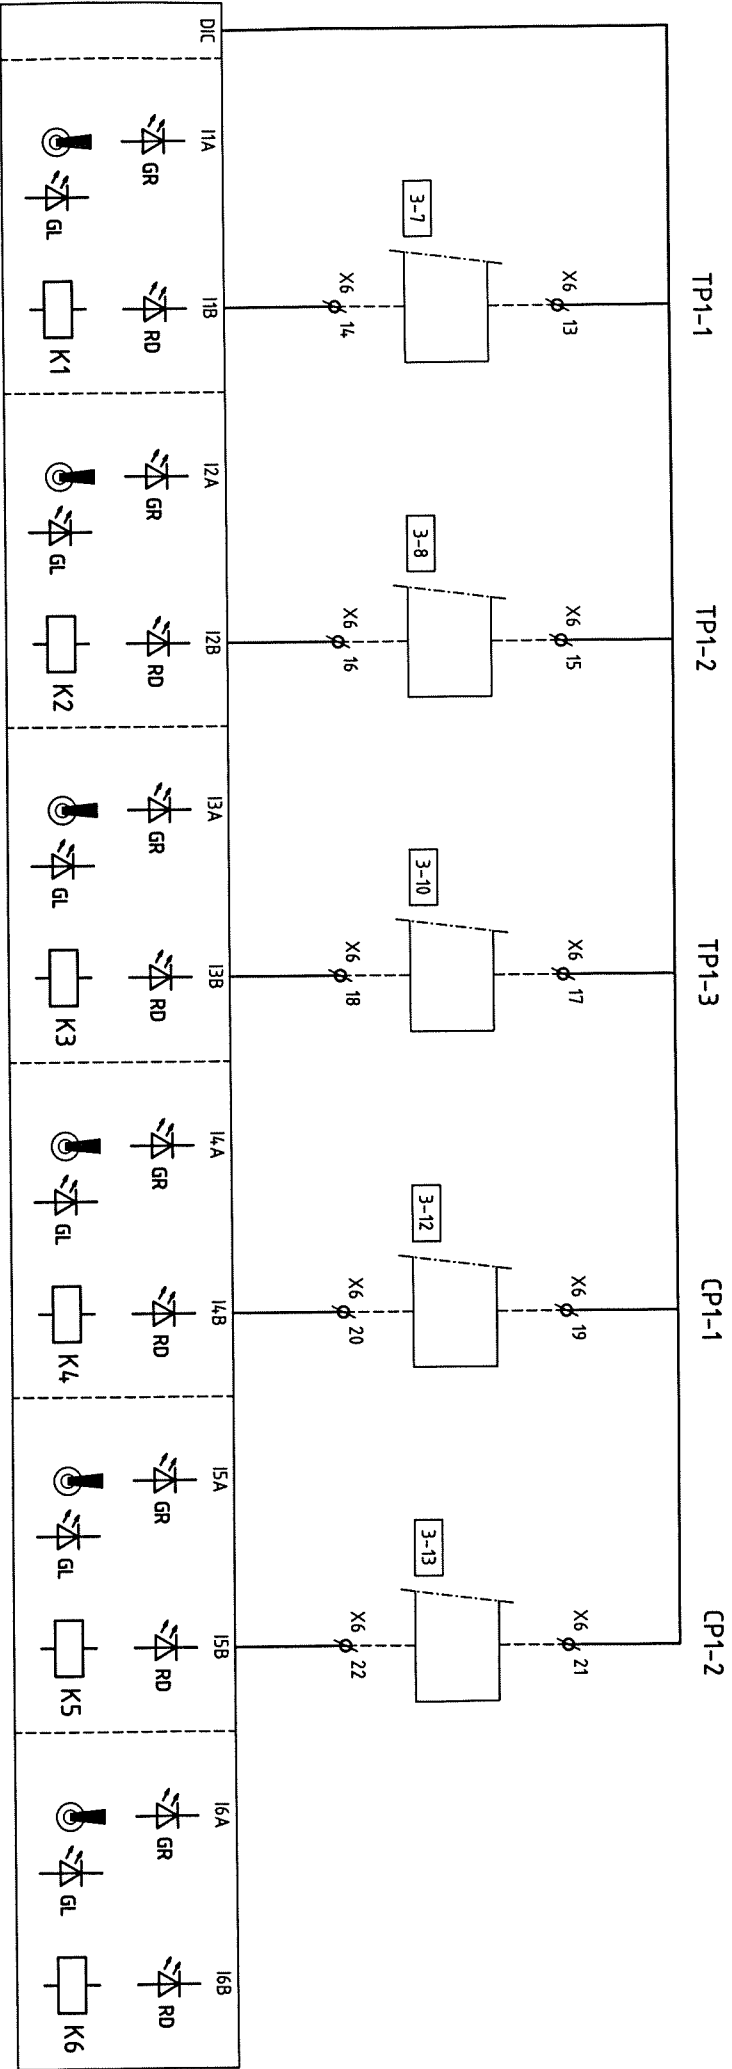 TP1-1 TP1-2 TP1-3 CP1-1 CP1-2
X6 13 X6 15 X6 17 X6 19 X6 21
3-7 3-8 3-10 3-12 3-13
X6 14 X6 16 X6 18 X6 20 X6 22
DIC I1A I1B I2A I2B I3A I3B I4A I4B I5A I5B I6A I6B
GR RD GR RD GR RD GR RD GR RD GR RD
GL K1 GL K2 GL K3 GL K4 GL K5 GL K6